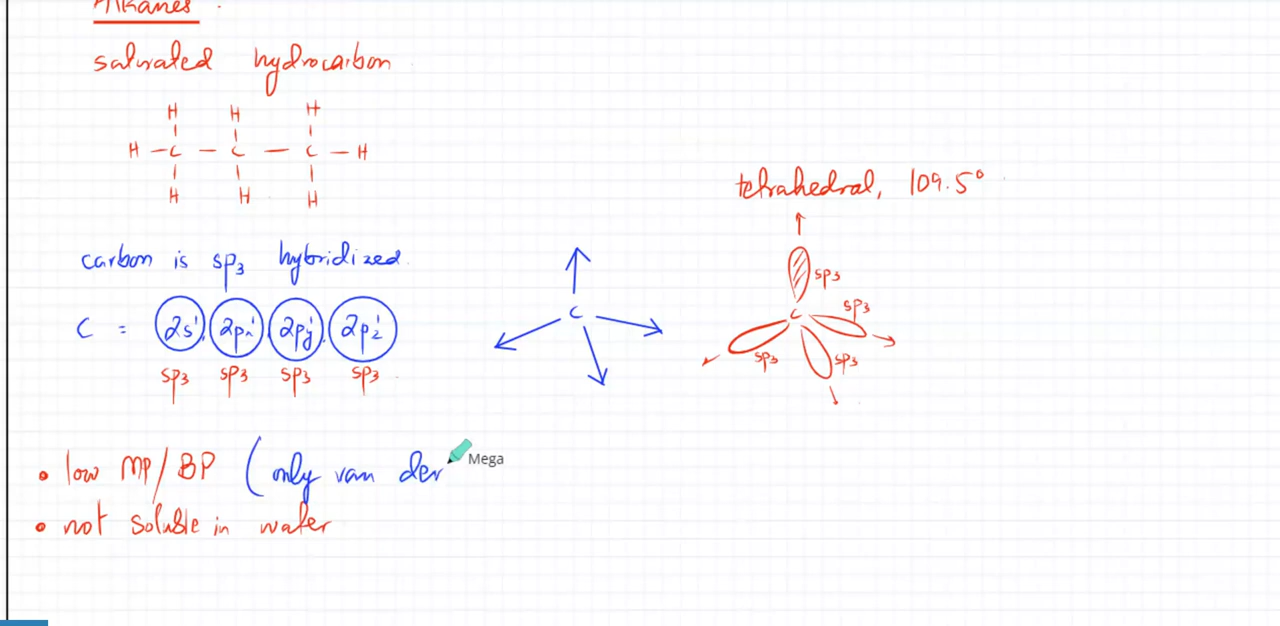 Alkanes
saturated hydrocarbon
H H H
H – C – C – C – H
H H H
tetrahedral, 109.5°
carbon is sp3 hybridized.
C = 2s¹ 2px¹ 2py¹ 2pz¹
sp3 sp3 sp3 sp3
C
sp3
sp3
C
sp3 sp3
• low MP/BP (only van der
Mega
• not soluble in water